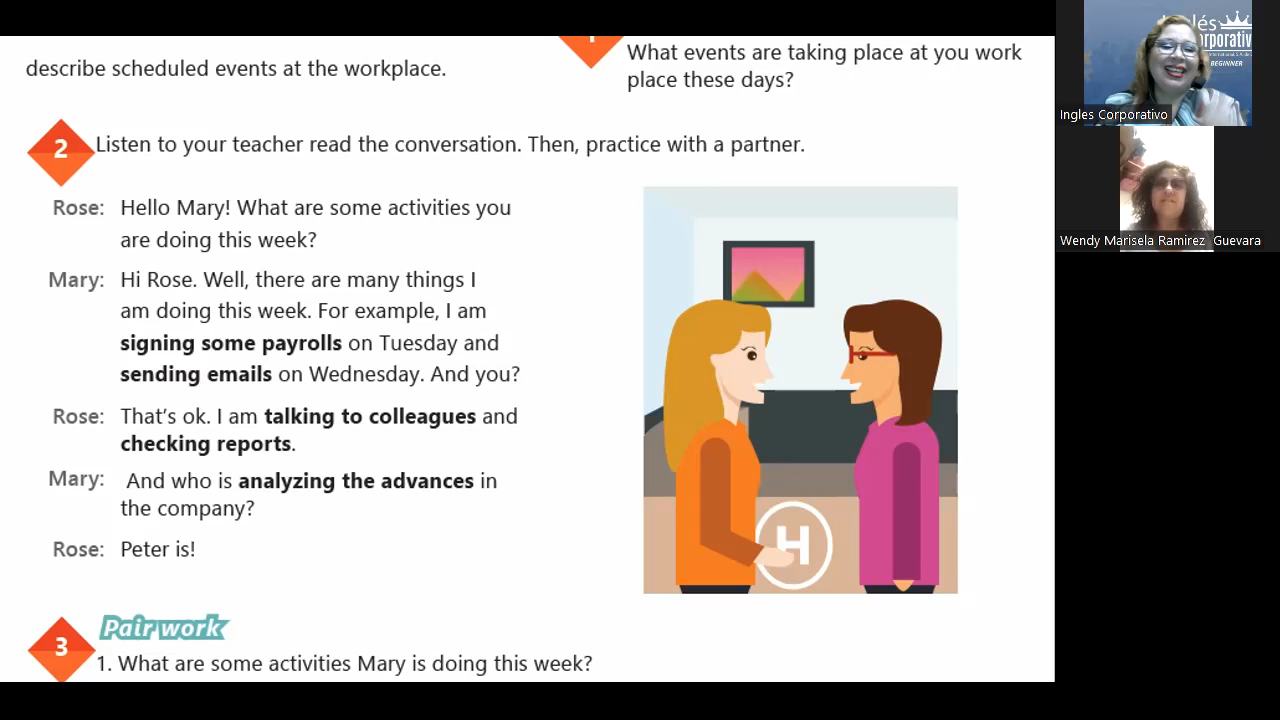 describe scheduled events at the workplace.
1
What events are taking place at you work
place these days?
2
Listen to your teacher read the conversation. Then, practice with a partner.
Rose: Hello Mary! What are some activities you
are doing this week?
Mary: Hi Rose. Well, there are many things I
am doing this week. For example, I am
signing some payrolls on Tuesday and
sending emails on Wednesday. And you?
Rose: That's ok. I am talking to colleagues and
checking reports.
Mary: And who is analyzing the advances in
the company?
Rose: Peter is!
H
3
Pair work
1. What are some activities Mary is doing this week?
BEGINNER
Ingles Corporativo
Wendy Marisela Ramirez Guevara